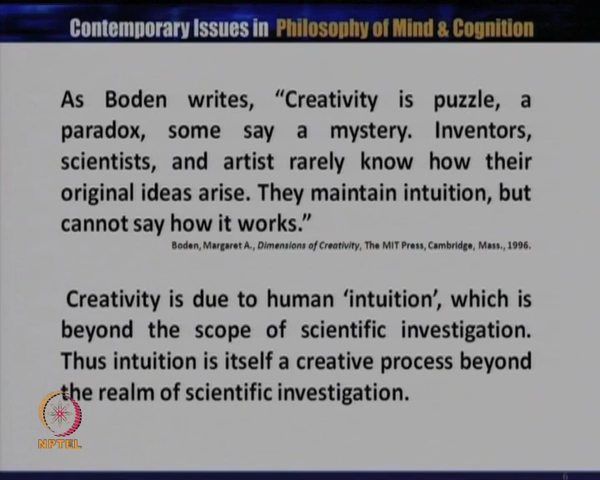 Contemporary Issues in Philosophy of Mind & Cognition
As Boden writes, “Creativity is puzzle, a
paradox, some say a mystery. Inventors,
scientists, and artist rarely know how their
original ideas arise. They maintain intuition, but
cannot say how it works.”
Boden, Margaret A., Dimensions of Creativity, The MIT Press, Cambridge, Mass., 1996.
Creativity is due to human ‘intuition’, which is
beyond the scope of scientific investigation.
Thus intuition is itself a creative process beyond
the realm of scientific investigation.
NPTEL
6